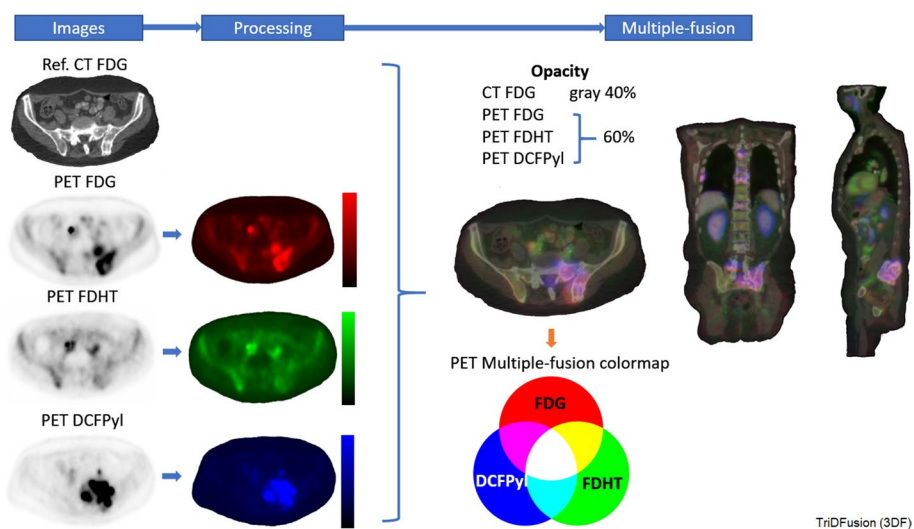 Images
Processing
Multiple-fusion
Ref. CT FDG
PET FDG
PET FDHT
PET DCFPyl
Opacity
CT FDG gray 40%
PET FDG
PET FDHT 60%
PET DCFPyl
PET Multiple-fusion colormap
FDG
DCFPyl
FDHT
TriDFusion (3DF)